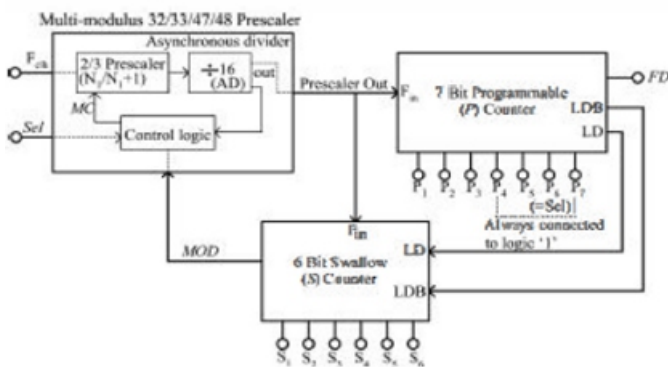 Multi-modulus 32/33/47/48 Prescaler
Asynchronous divider
2/3 Prescaler
(N₁/N₁+1)
÷16
(AD)
out
MC
Sel
Control logic
Prescaler Out
Fin
7 Bit Programmable
(P) Counter
FD
LDB
LD
P₁ P₂ P₃ P₄ P₅ P₆ P₇
(=Sel)
Always connected
to logic ‘1’
MOD
Fin
6 Bit Swallow
(S) Counter
LD
LDB
S₁ S₂ S₃ S₄ S₅ S₆